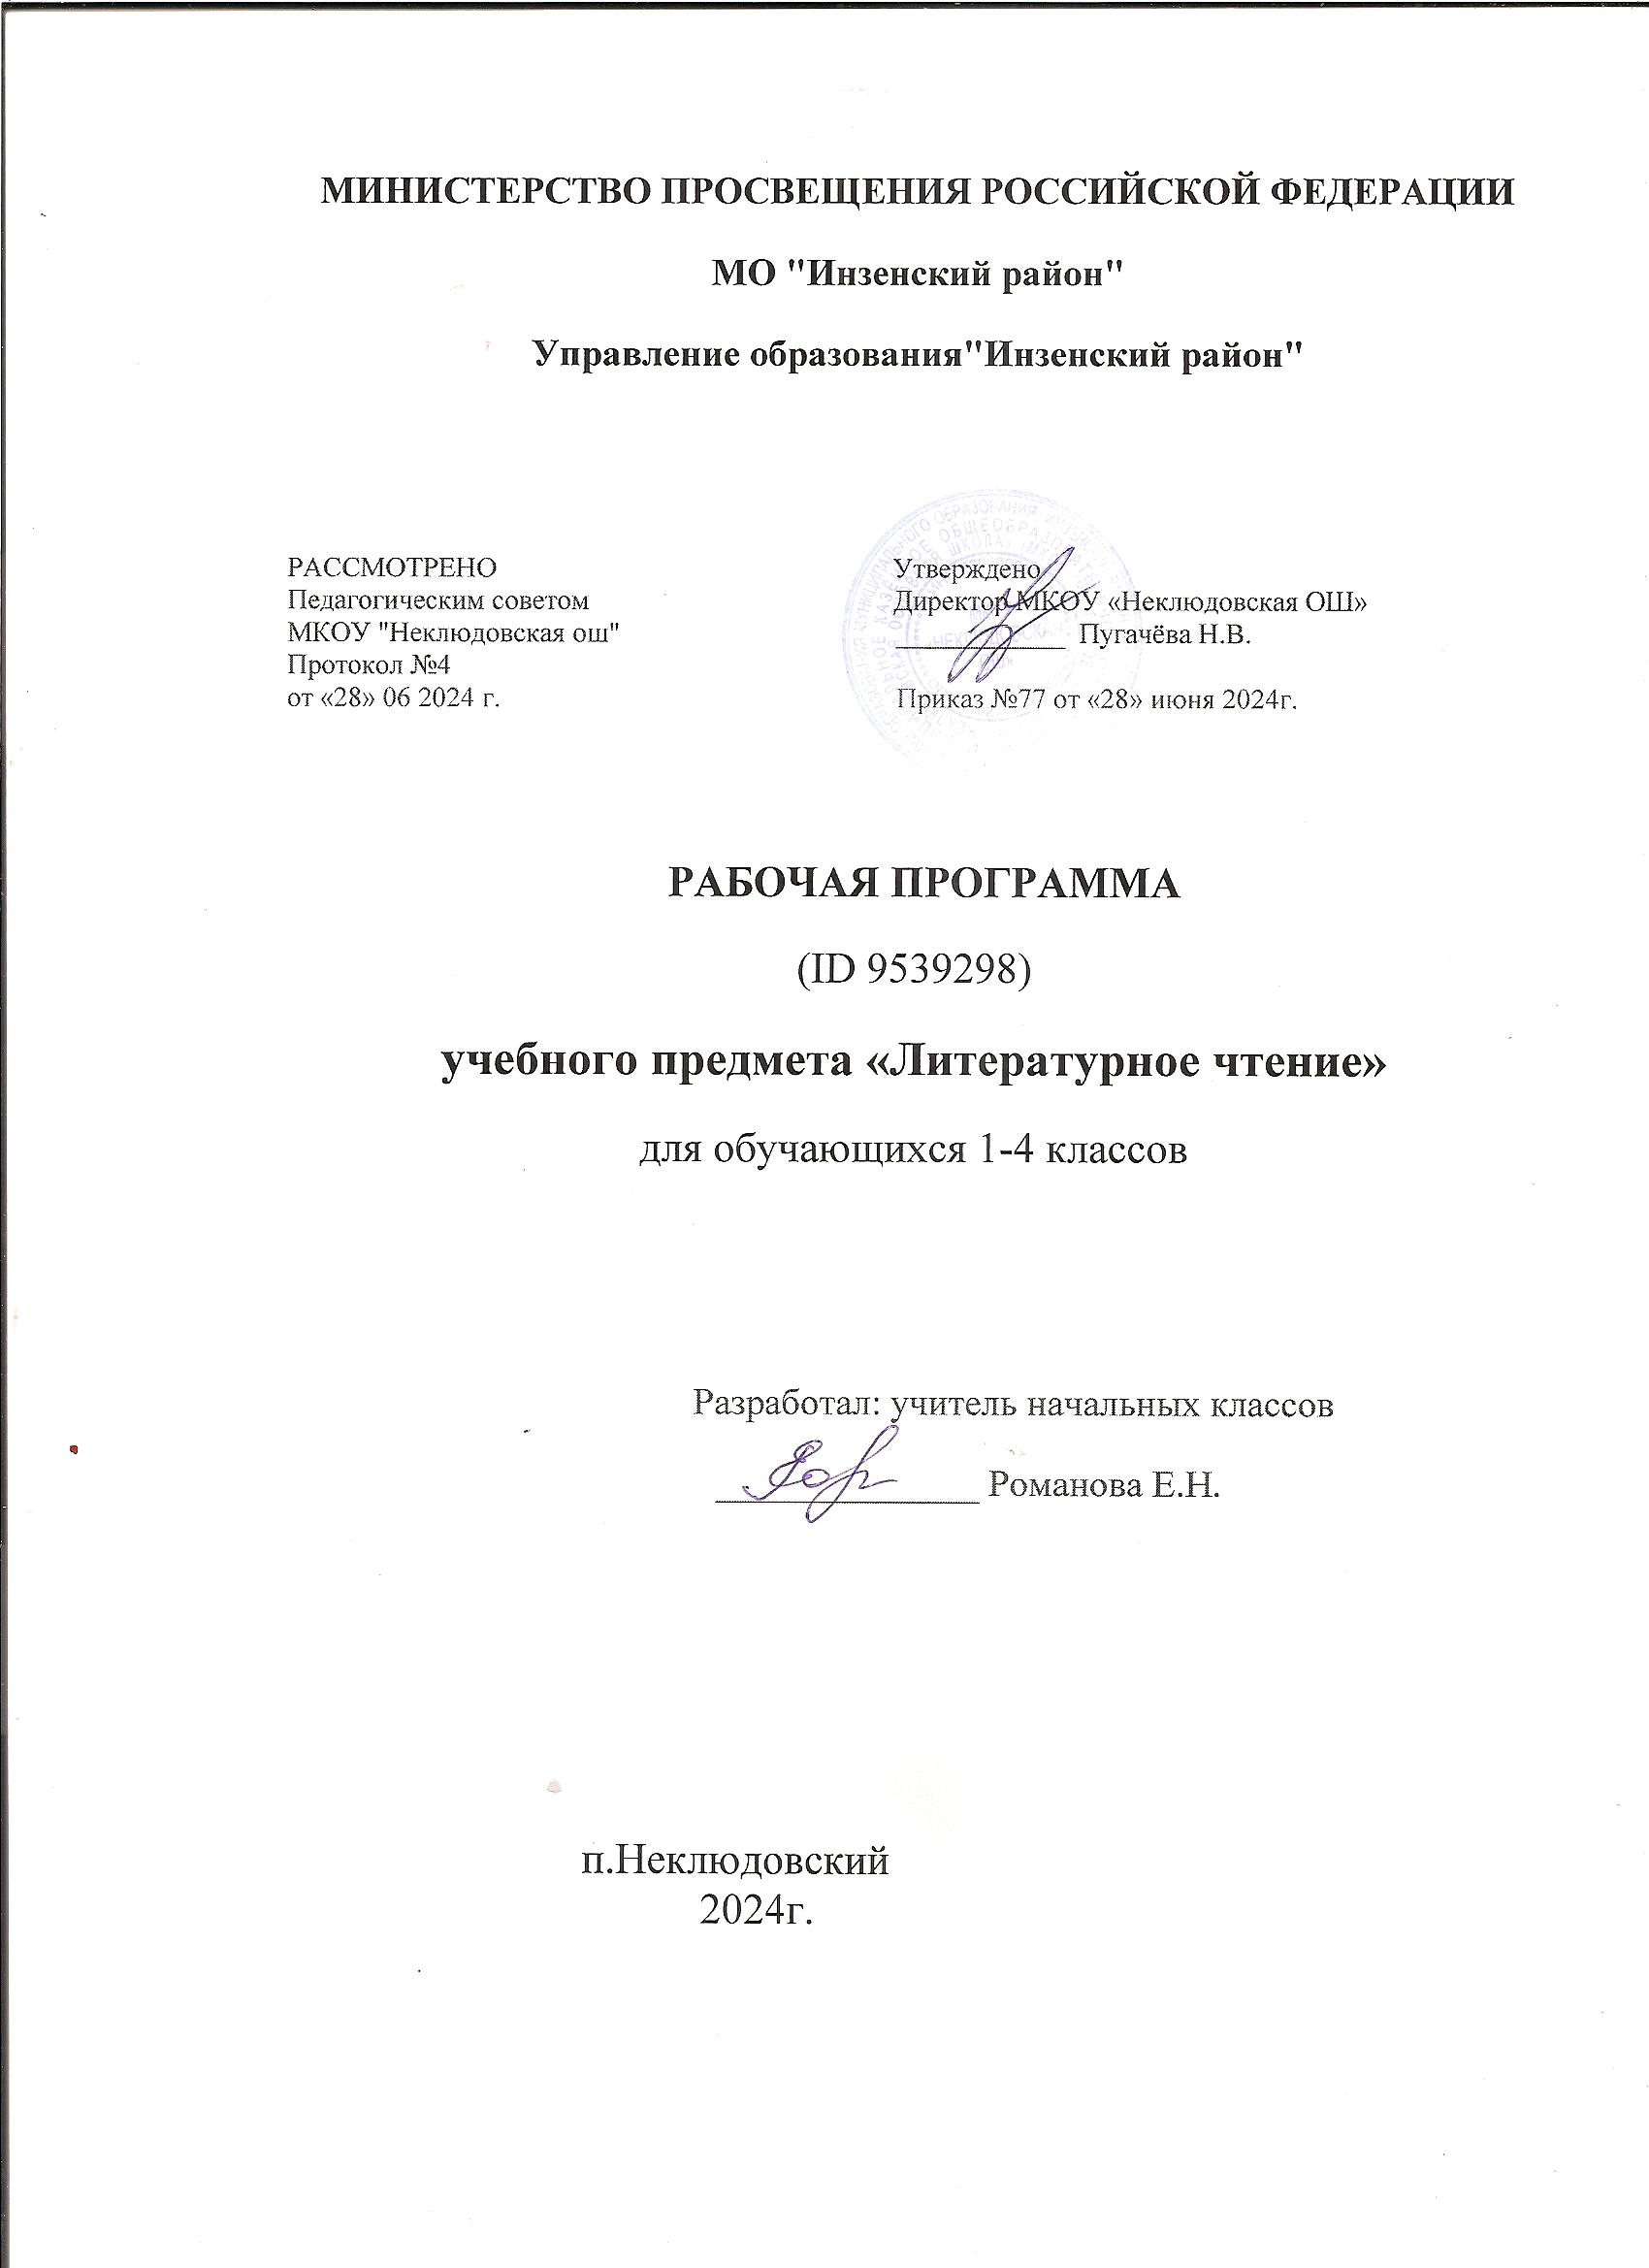 МИНИСТЕРСТВО ПРОСВЕЩЕНИЯ РОССИЙСКОЙ ФЕДЕРАЦИИ
МО "Инзенский район"
Управление образования"Инзенский район"
РАССМОТРЕНО
Педагогическим советом
МКОУ "Неклюдовская ош"
Протокол №4
от «28» 06 2024 г.
Утверждено
Директор МКОУ «Неклюдовская ОШ»
____________ Пугачёва Н.В.
Приказ №77 от «28» июня 2024г.
РАБОЧАЯ ПРОГРАММА
(ID 9539298)
учебного предмета «Литературное чтение»
для обучающихся 1-4 классов
Разработал: учитель начальных классов
______________ Романова Е.Н.
п.Неклюдовский
2024г.